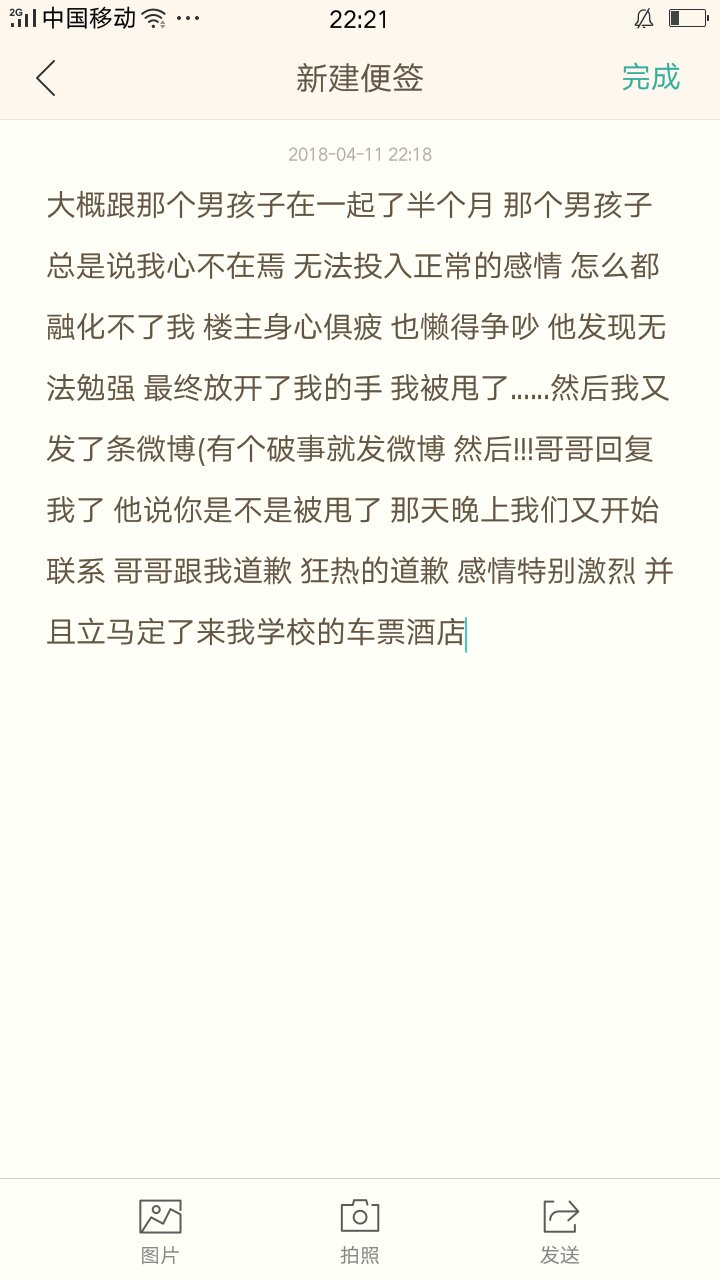 2G 中国移动 ... 22:21
新建便签 完成
2018-04-11 22:18
大概跟那个男孩子在一起了半个月 那个男孩子
总是说我心不在焉 无法投入正常的感情 怎么都
融化不了我 楼主身心俱疲 也懒得争吵 他发现无
法勉强 最终放开了我的手 我被甩了......然后我又
发了条微博(有个破事就发微博 然后!!!哥哥回复
我了 他说你是不是被甩了 那天晚上我们又开始
联系 哥哥跟我道歉 狂热的道歉 感情特别激烈 并
且立马定了来我学校的车票酒店
图片 拍照 发送